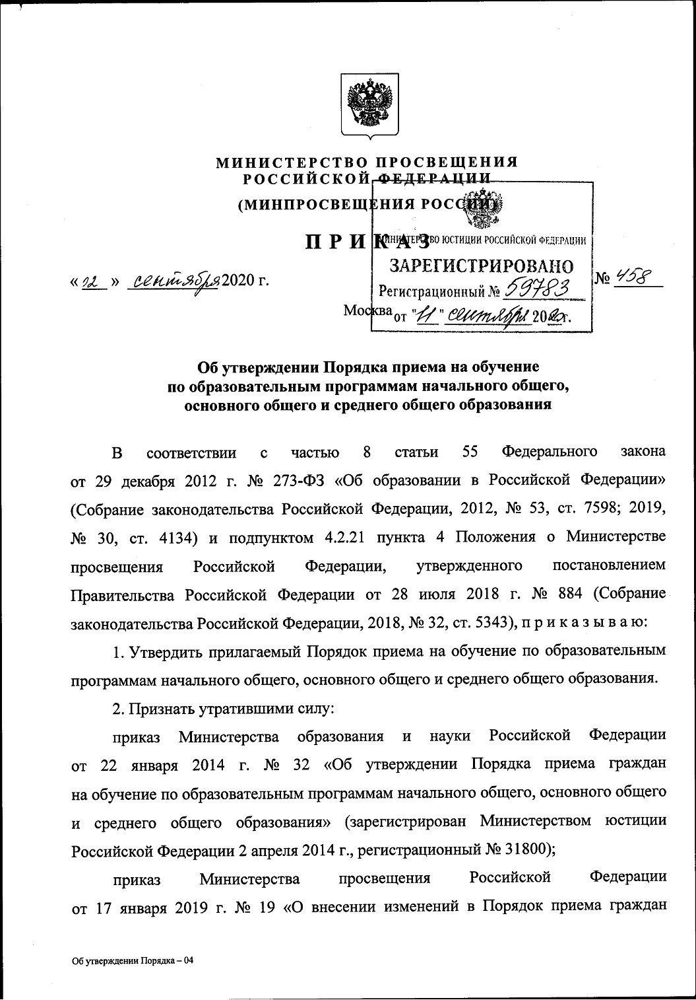 МИНИСТЕРСТВО ПРОСВЕЩЕНИЯ
РОССИЙСКОЙ ФЕДЕРАЦИИ
(МИНПРОСВЕЩЕНИЯ РОССИИ)
П Р И К А З
МИНИСТЕРСТВО ЮСТИЦИИ РОССИЙСКОЙ ФЕДЕРАЦИИ
ЗАРЕГИСТРИРОВАНО
Регистрационный № 59783
от "11" сентября 2020г.
«02» сентября 2020 г.
№ 458
Москва
Об утверждении Порядка приема на обучение
по образовательным программам начального общего,
основного общего и среднего общего образования
В соответствии с частью 8 статьи 55 Федерального закона
от 29 декабря 2012 г. № 273-ФЗ «Об образовании в Российской Федерации»
(Собрание законодательства Российской Федерации, 2012, № 53, ст. 7598; 2019,
№ 30, ст. 4134) и подпунктом 4.2.21 пункта 4 Положения о Министерстве
просвещения Российской Федерации, утвержденного постановлением
Правительства Российской Федерации от 28 июля 2018 г. № 884 (Собрание
законодательства Российской Федерации, 2018, № 32, ст. 5343), п р и к а з ы в а ю:
1. Утвердить прилагаемый Порядок приема на обучение по образовательным
программам начального общего, основного общего и среднего общего образования.
2. Признать утратившими силу:
приказ Министерства образования и науки Российской Федерации
от 22 января 2014 г. № 32 «Об утверждении Порядка приема граждан
на обучение по образовательным программам начального общего, основного общего
и среднего общего образования» (зарегистрирован Министерством юстиции
Российской Федерации 2 апреля 2014 г., регистрационный № 31800);
приказ Министерства просвещения Российской Федерации
от 17 января 2019 г. № 19 «О внесении изменений в Порядок приема граждан
Об утверждении Порядка – 04